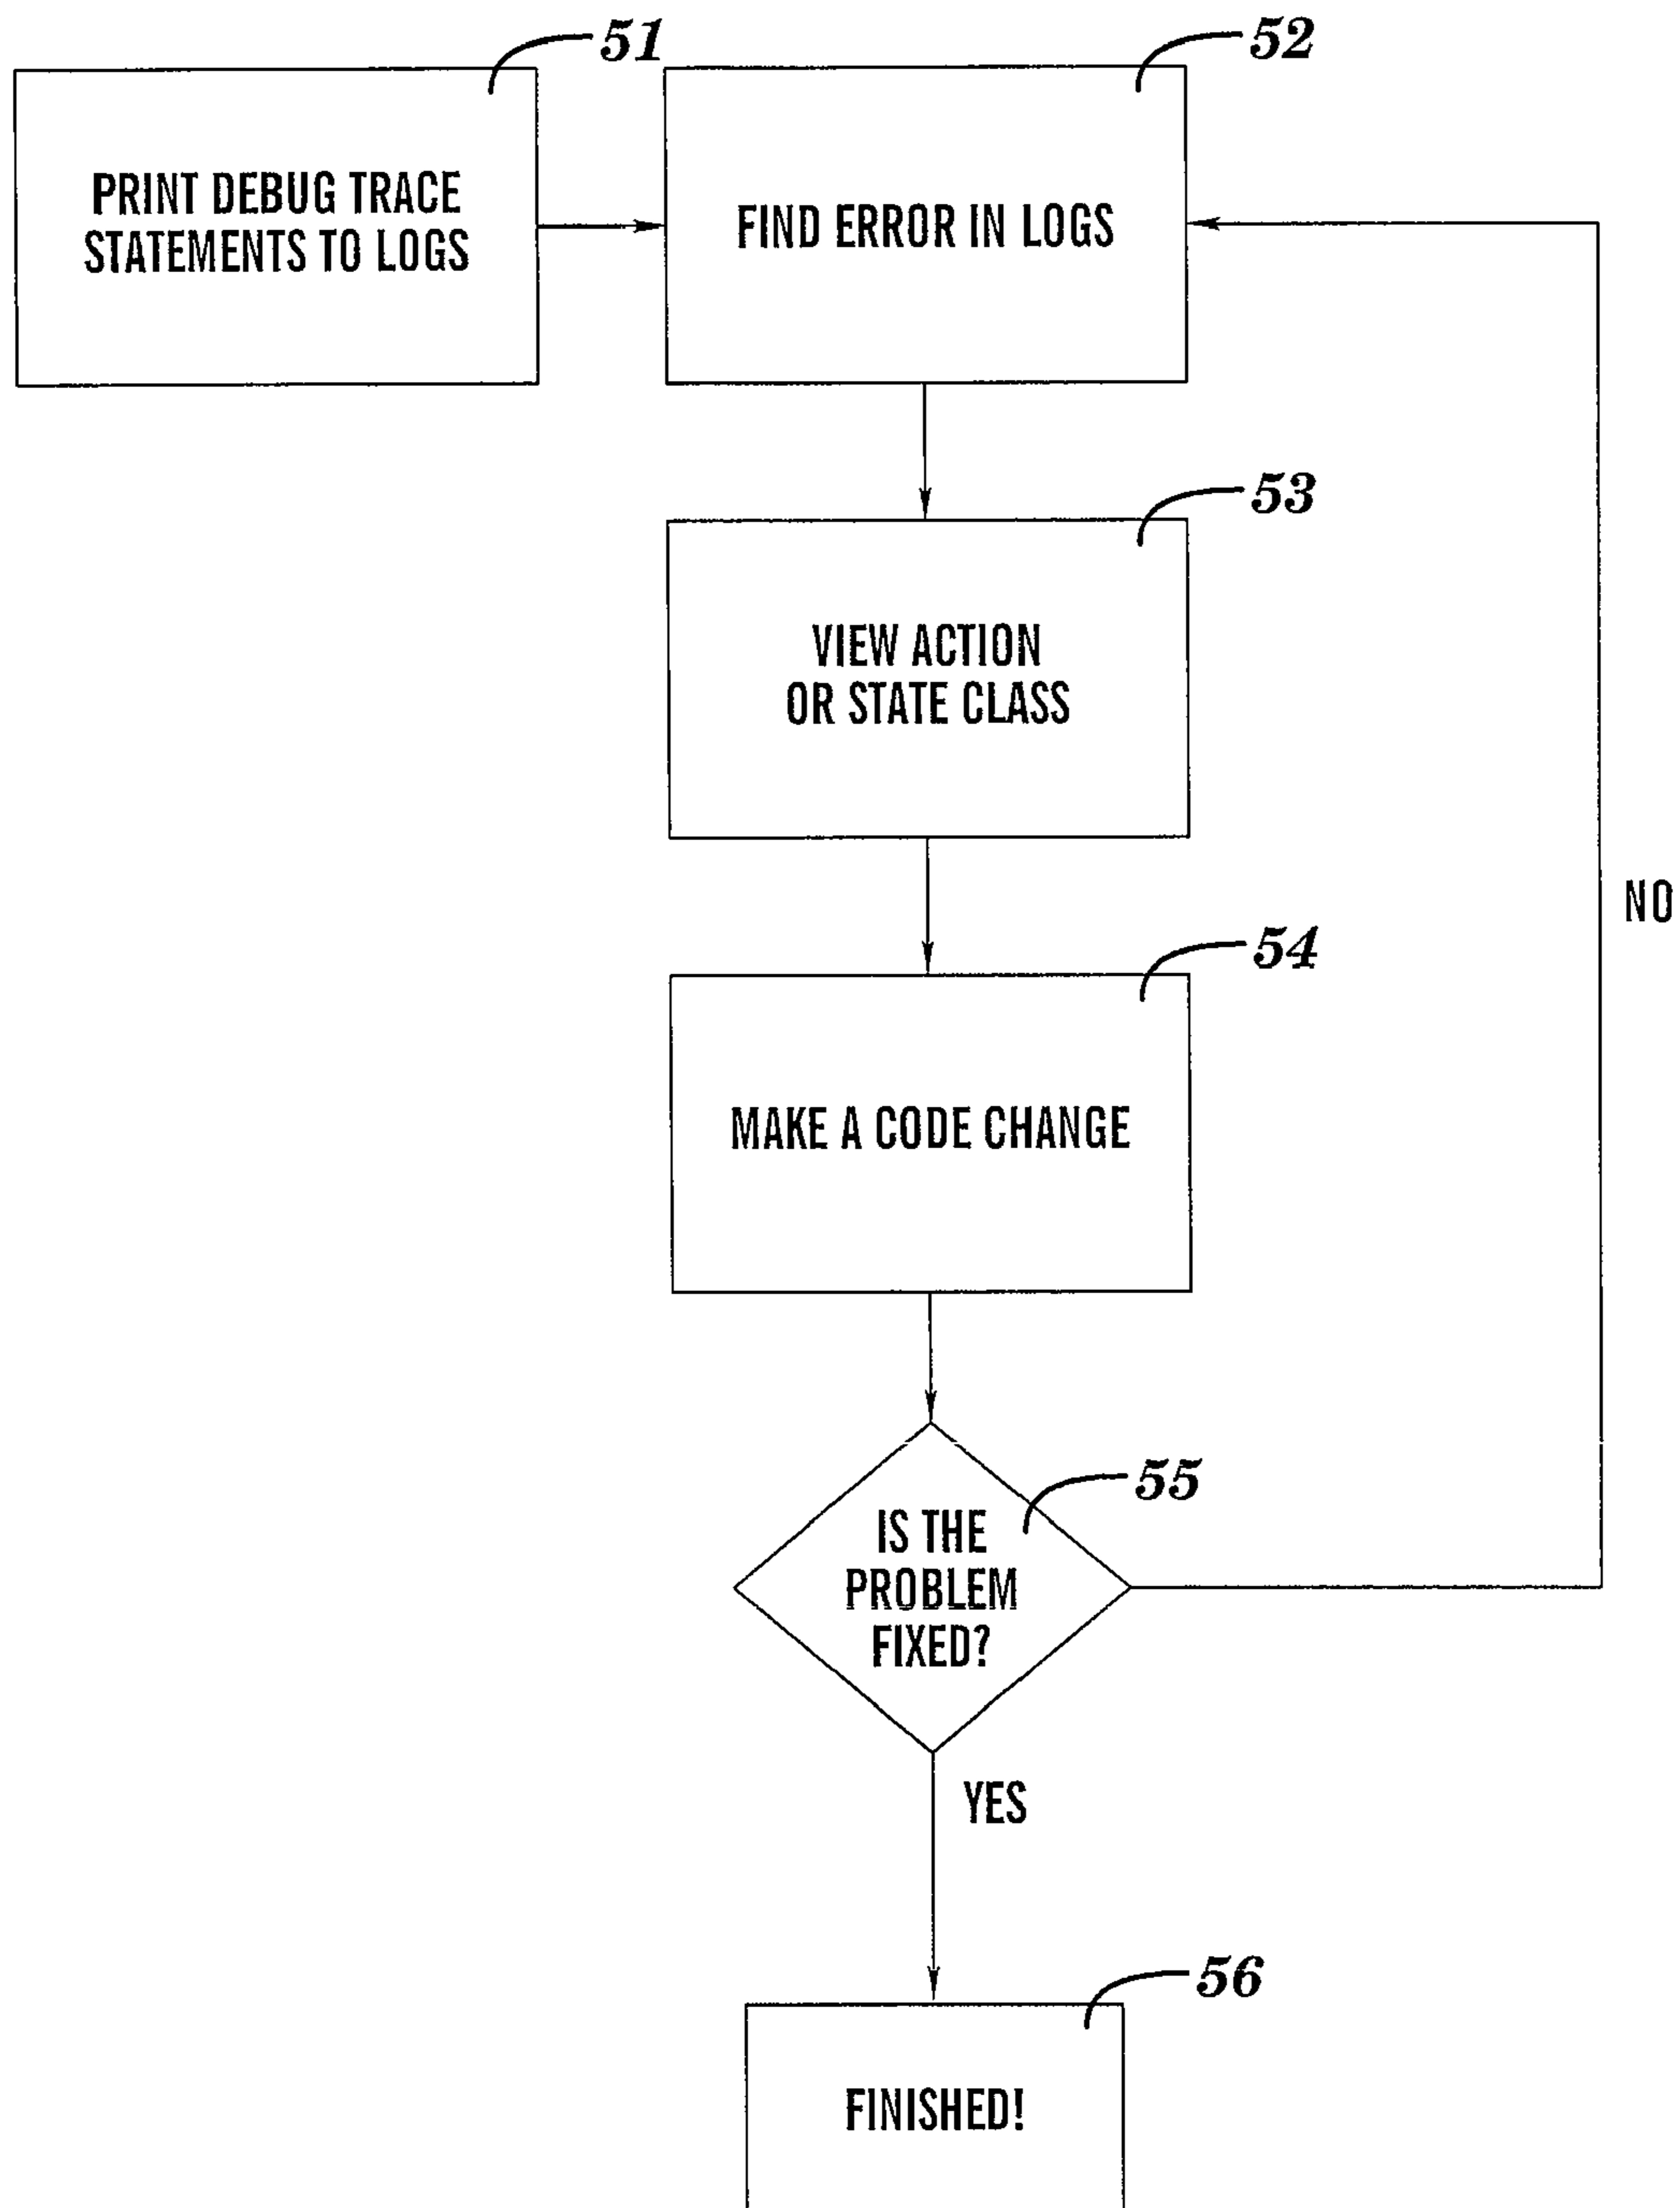 51
PRINT DEBUG TRACE
STATEMENTS TO LOGS
52
FIND ERROR IN LOGS
53
VIEW ACTION
OR STATE CLASS
NO
54
MAKE A CODE CHANGE
55
IS THE
PROBLEM
FIXED?
YES
56
FINISHED!